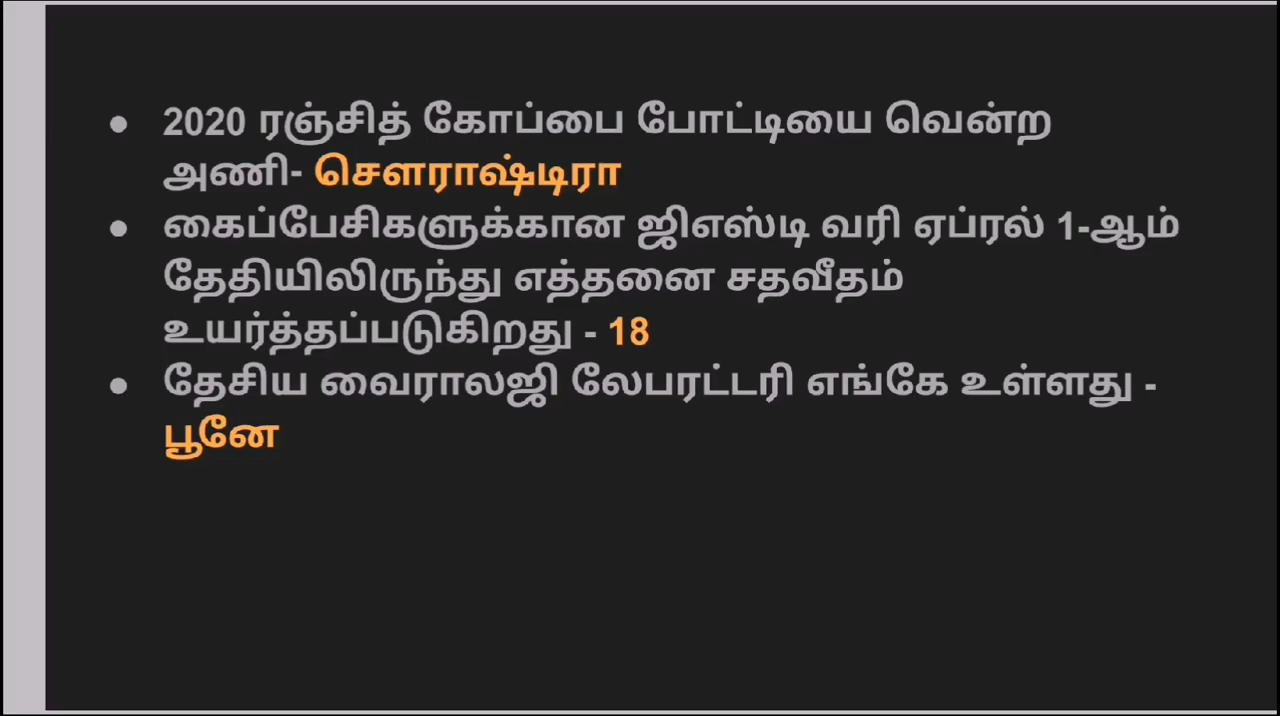 ● 2020 ரஞ்சித் கோப்பை போட்டியை வென்ற
அணி- சௌராஷ்டிரா
● கைப்பேசிகளுக்கான ஜிஎஸ்டி வரி ஏப்ரல் 1-ஆம்
தேதியிலிருந்து எத்தனை சதவீதம்
உயர்த்தப்படுகிறது - 18
● தேசிய வைராலஜி லேபரட்டரி எங்கே உள்ளது -
பூனே